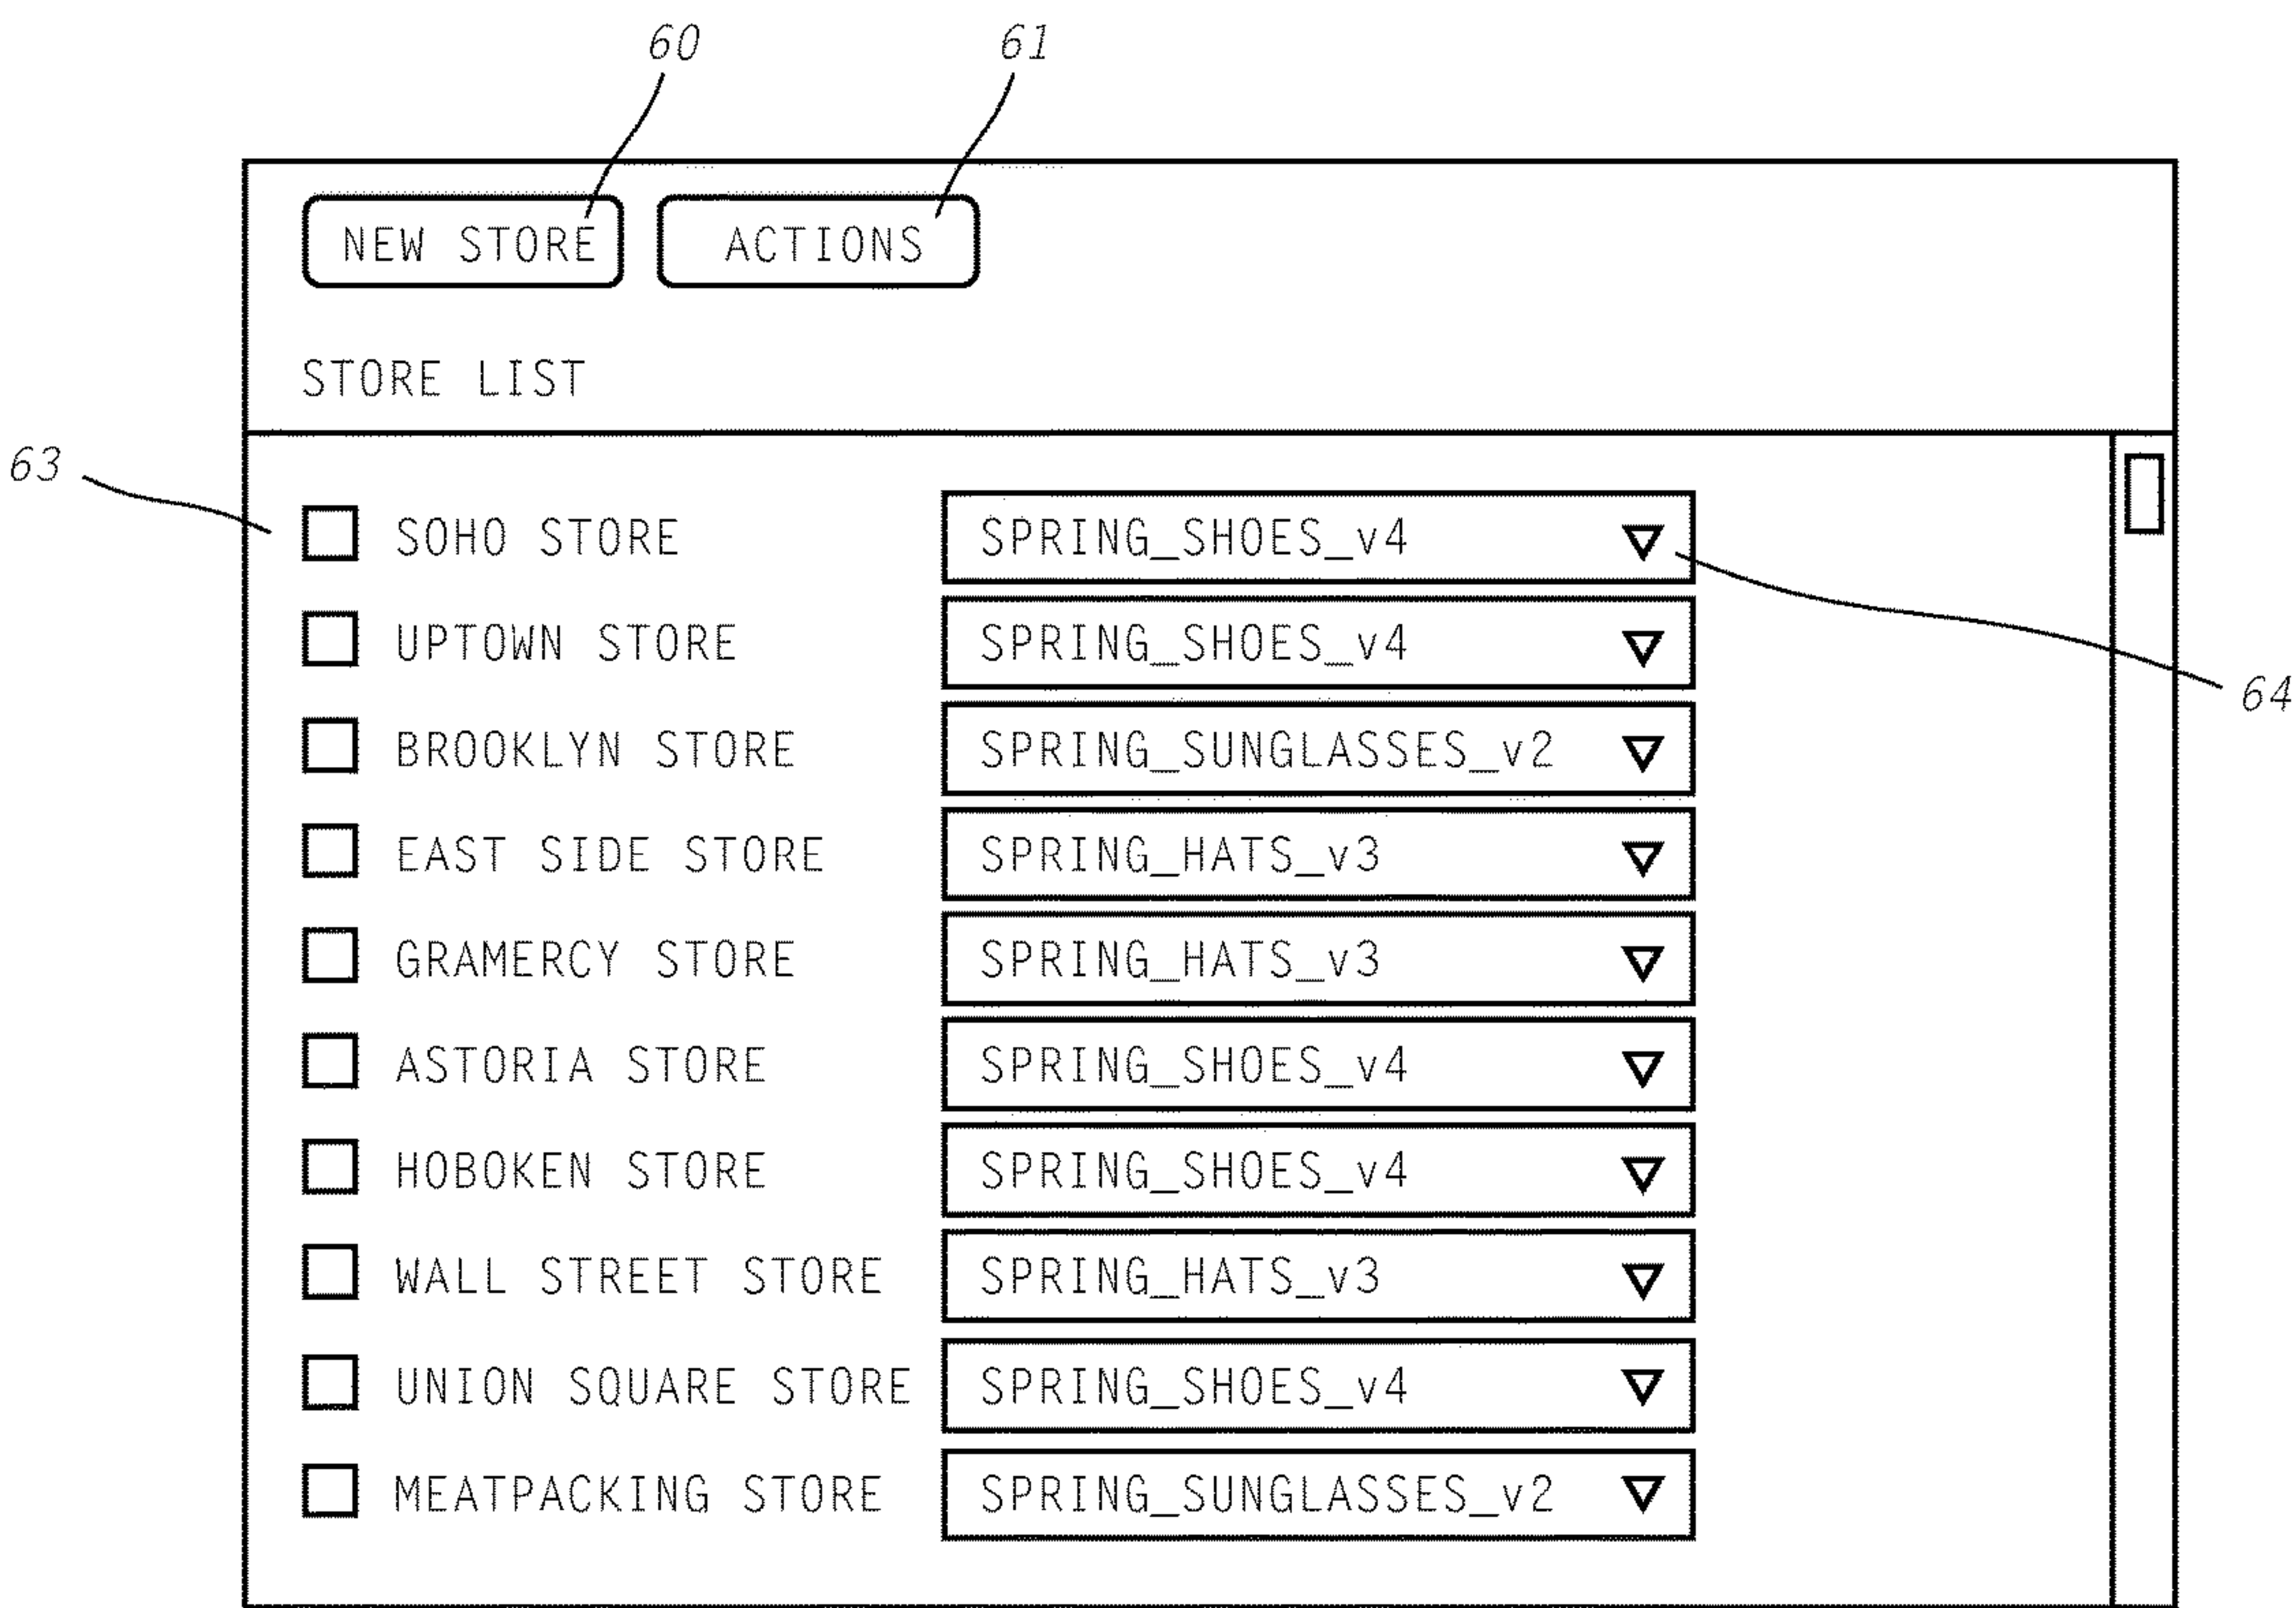 60 61
NEW STORE ACTIONS
STORE LIST
63
SOHO STORE SPRING_SHOES_v4
UPTOWN STORE SPRING_SHOES_v4
64
BROOKLYN STORE SPRING_SUNGLASSES_v2
EAST SIDE STORE SPRING_HATS_v3
GRAMERCY STORE SPRING_HATS_v3
ASTORIA STORE SPRING_SHOES_v4
HOBOKEN STORE SPRING_SHOES_v4
WALL STREET STORE SPRING_HATS_v3
UNION SQUARE STORE SPRING_SHOES_v4
MEATPACKING STORE SPRING_SUNGLASSES_v2